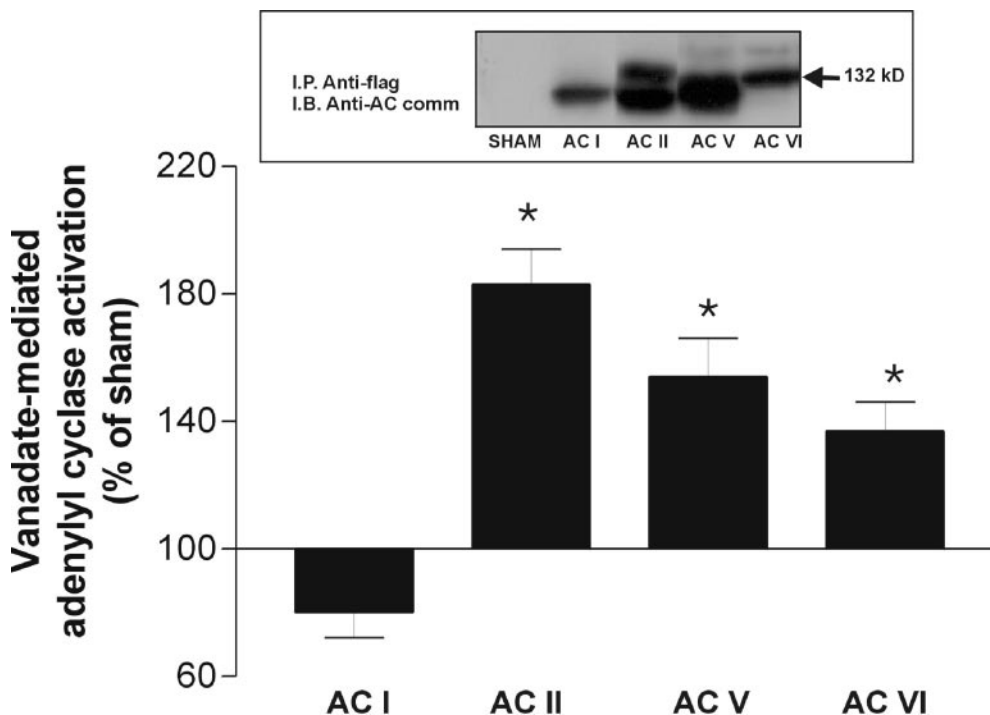 I.P. Anti-flag
I.B. Anti-AC comm
132 kD
SHAM AC I AC II AC V AC VI
Vanadate-mediated
adenylyl cyclase activation
(% of sham)
220
180
140
100
60
* * *
AC I AC II AC V AC VI